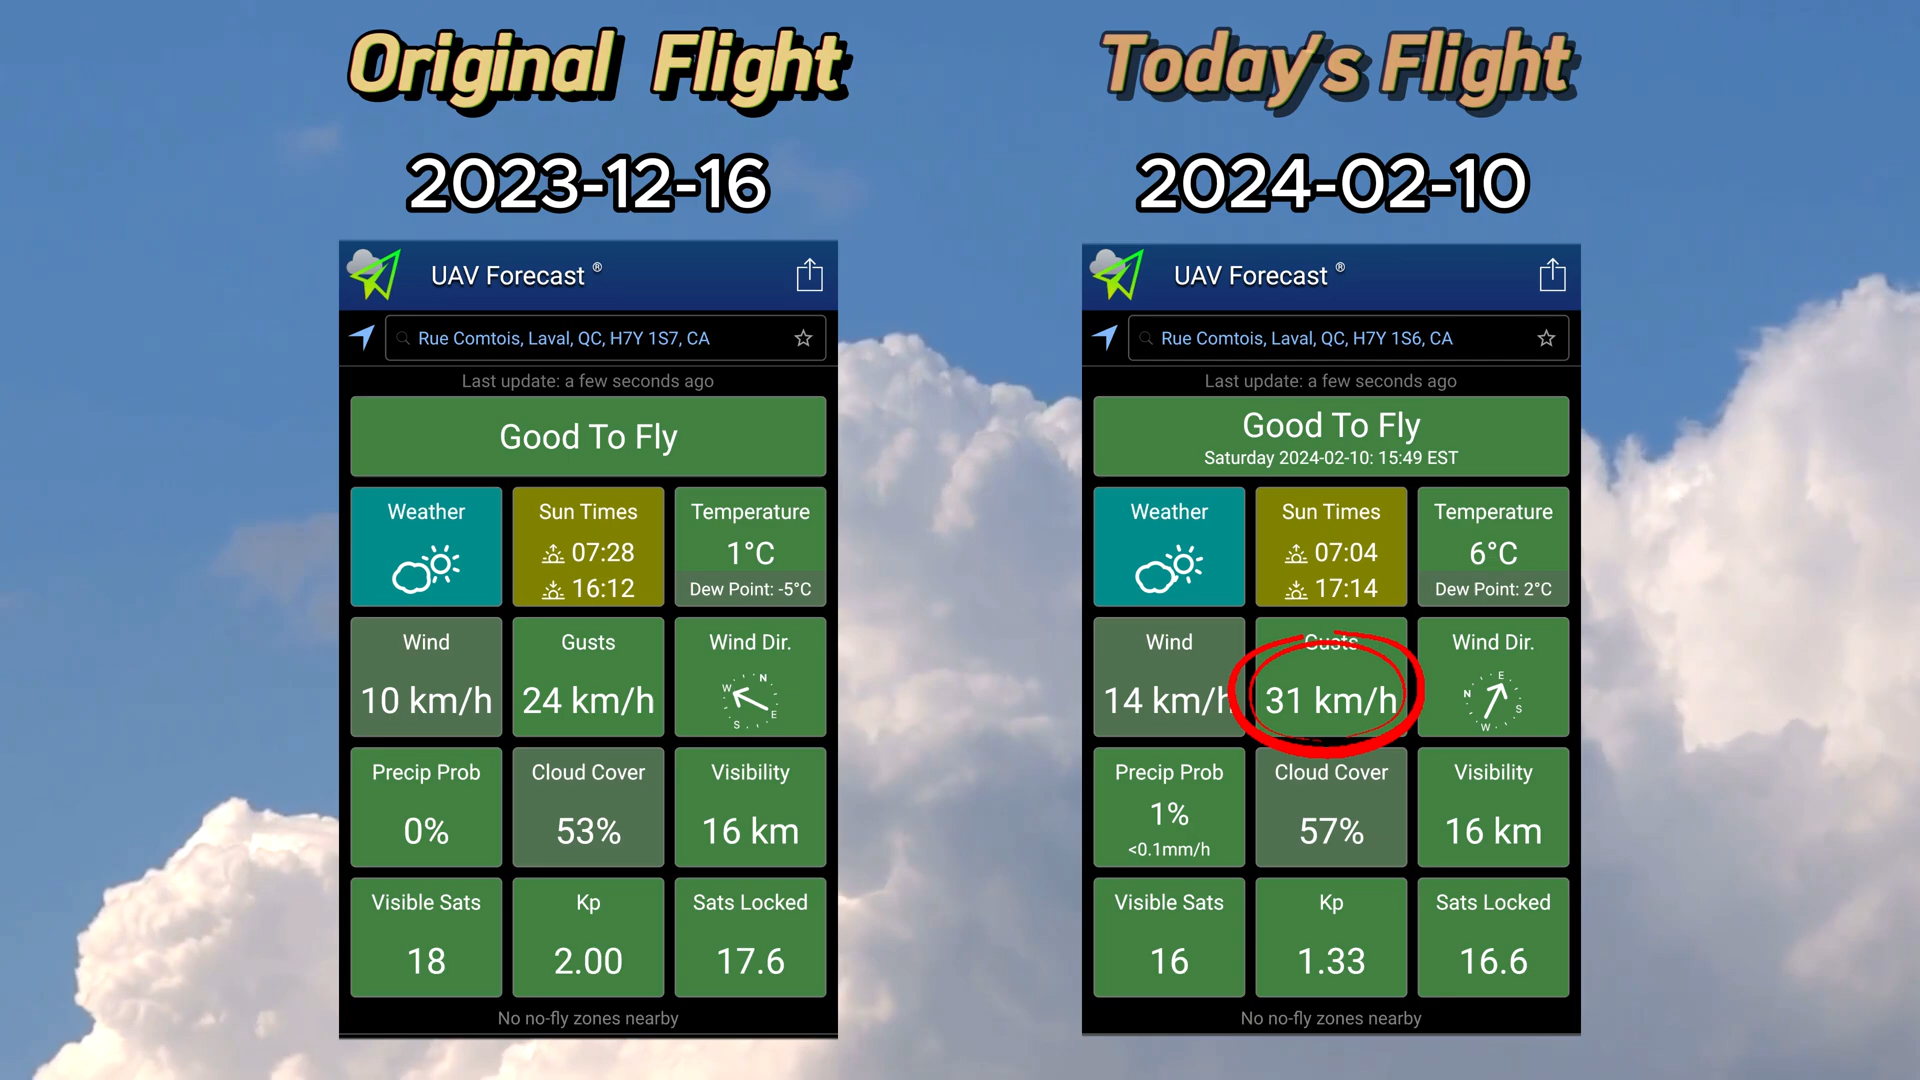 Original Flight
2023-12-16
UAV Forecast ®
Rue Comtois, Laval, QC, H7Y 1S7, CA
Last update: a few seconds ago
Good To Fly
Weather
Sun Times
07:28
16:12
Temperature
1°C
Dew Point: -5°C
Wind
10 km/h
Gusts
24 km/h
Wind Dir.
N
W
E
S
Precip Prob
0%
Cloud Cover
53%
Visibility
16 km
Visible Sats
18
Kp
2.00
Sats Locked
17.6
No no-fly zones nearby
Today's Flight
2024-02-10
UAV Forecast ®
Rue Comtois, Laval, QC, H7Y 1S6, CA
Last update: a few seconds ago
Good To Fly
Saturday 2024-02-10: 15:49 EST
Weather
Sun Times
07:04
17:14
Temperature
6°C
Dew Point: 2°C
Wind
14 km/h
Gusts
31 km/h
Wind Dir.
E
N
S
W
Precip Prob
1%
<0.1mm/h
Cloud Cover
57%
Visibility
16 km
Visible Sats
16
Kp
1.33
Sats Locked
16.6
No no-fly zones nearby